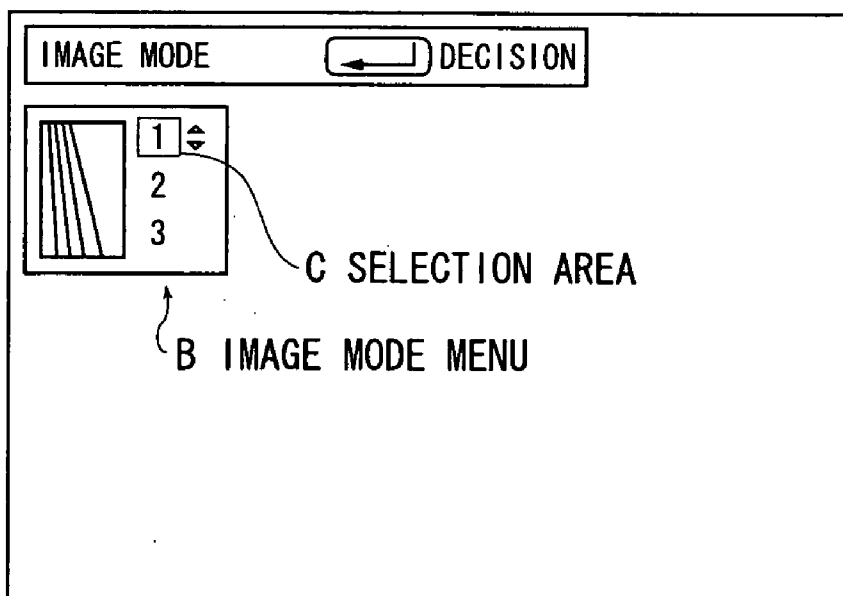 IMAGE MODE DECISION
1
2
3
C SELECTION AREA
B IMAGE MODE MENU